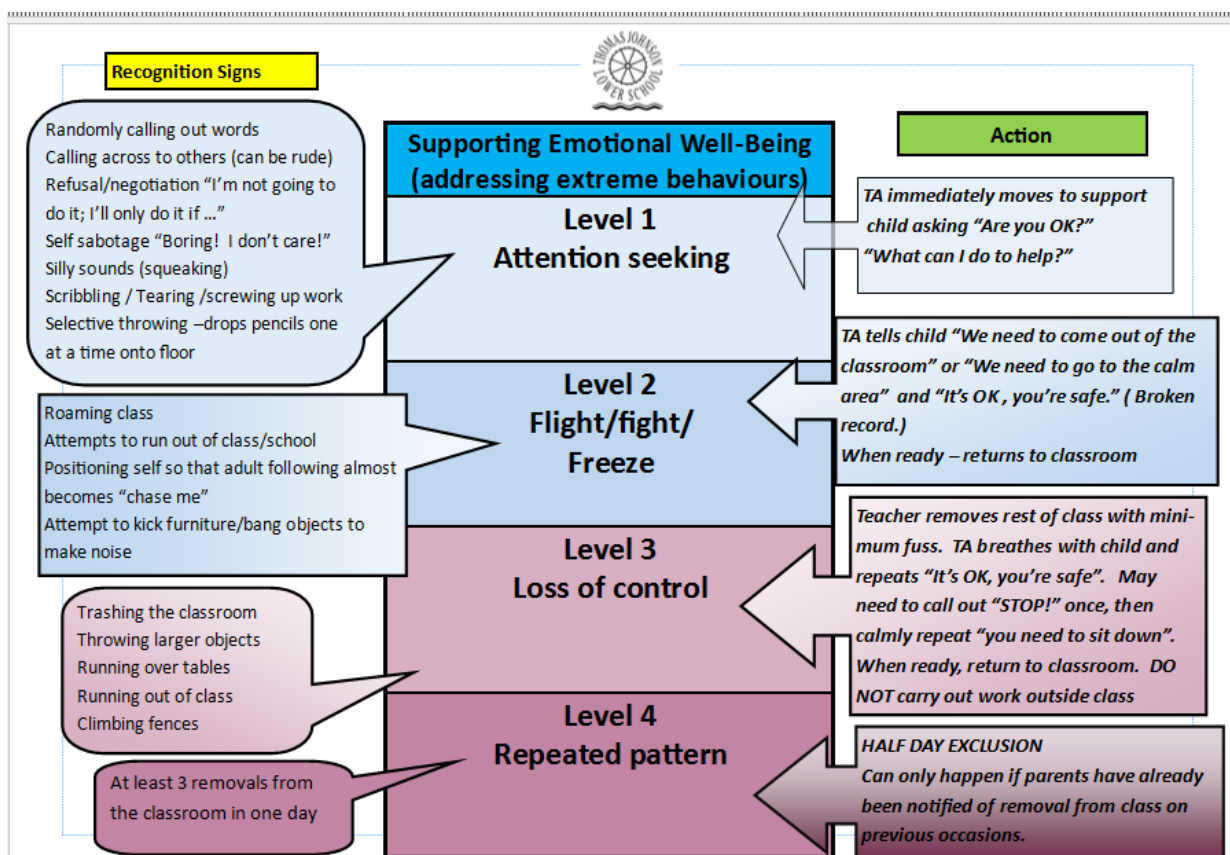 THOMAS JOHNSON
LOWER SCHOOL
Recognition Signs
Randomly calling out words
Calling across to others (can be rude)
Refusal/negotiation “I’m not going to
do it; I’ll only do it if …”
Self sabotage “Boring!  I don’t care!”
Silly sounds (squeaking)
Scribbling / Tearing /screwing up work
Selective throwing –drops pencils one
at a time onto floor
Roaming class
Attempts to run out of class/school
Positioning self so that adult following almost
becomes “chase me”
Attempt to kick furniture/bang objects to
make noise
Trashing the classroom
Throwing larger objects
Running over tables
Running out of class
Climbing fences
At least 3 removals from
the classroom in one day
Supporting Emotional Well-Being
(addressing extreme behaviours)
Level 1
Attention seeking
Level 2
Flight/fight/
Freeze
Level 3
Loss of control
Level 4
Repeated pattern
Action
TA immediately moves to support
child asking “Are you OK?”
“What can I do to help?”
TA tells child “We need to come out of the
classroom” or “We need to go to the calm
area”  and “It’s OK , you’re safe.” ( Broken
record.)
When ready – returns to classroom
Teacher removes rest of class with mini-
mum fuss.  TA breathes with child and
repeats “It’s OK, you’re safe”.   May
need to call out “STOP!” once, then
calmly repeat “you need to sit down”.
When ready, return to classroom.  DO
NOT carry out work outside class
HALF DAY EXCLUSION
Can only happen if parents have already
been notified of removal from class on
previous occasions.